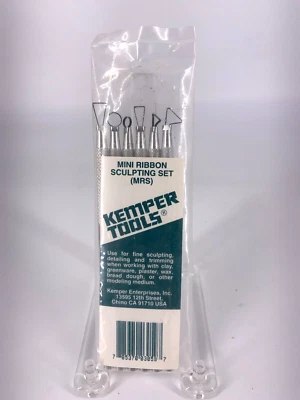 MINI RIBBON
SCULPTING SET
(MRS)
KEMPER
TOOLS®
Use for fine sculpting,
detailing and trimming
when working with clay,
greenware, plaster, wax,
bread dough, or other
modeling medium.
Kemper Enterprises, Inc.
13595 12th Street,
Chino CA 91710 USA